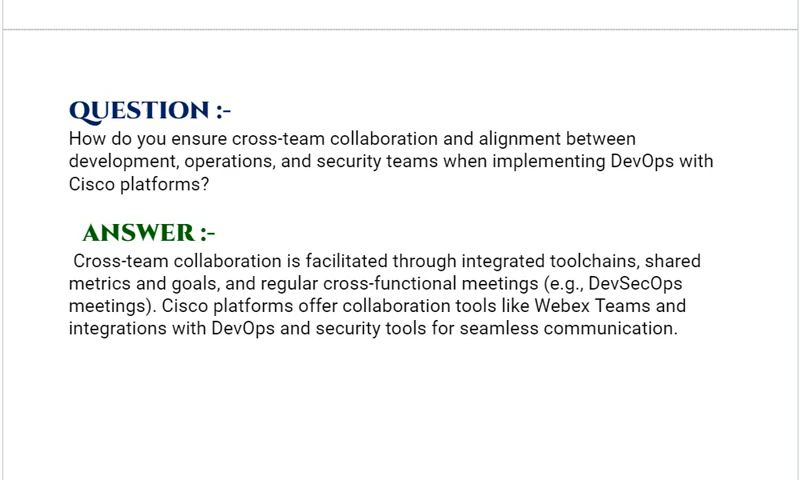 QUESTION :-
How do you ensure cross-team collaboration and alignment between
development, operations, and security teams when implementing DevOps with
Cisco platforms?
ANSWER :-
Cross-team collaboration is facilitated through integrated toolchains, shared
metrics and goals, and regular cross-functional meetings (e.g., DevSecOps
meetings). Cisco platforms offer collaboration tools like Webex Teams and
integrations with DevOps and security tools for seamless communication.